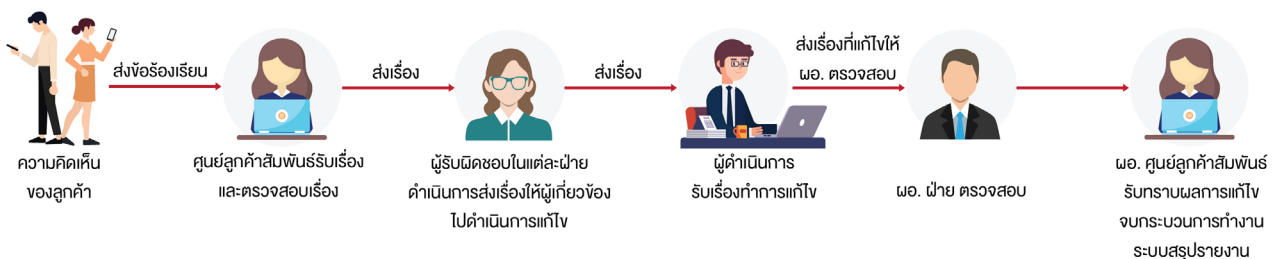 ส่งข้อร้องเรียน
ส่งเรื่อง
ส่งเรื่อง
ส่งเรื่องที่แก้ไขให้
ผอ. ตรวจสอบ
ความคิดเห็น
ของลูกค้า
ศูนย์ลูกค้าสัมพันธ์รับเรื่อง
และตรวจสอบเรื่อง
ผู้รับผิดชอบในแต่ละฝ่าย
ดำเนินการส่งเรื่องให้ผู้เกี่ยวข้อง
ไปดำเนินการแก้ไข
ผู้ดำเนินการ
รับเรื่องทำการแก้ไข
ผอ. ฝ่าย ตรวจสอบ
ผอ. ศูนย์ลูกค้าสัมพันธ์
รับทราบผลการแก้ไข
จบกระบวนการทำงาน
ระบบสรุปรายงาน